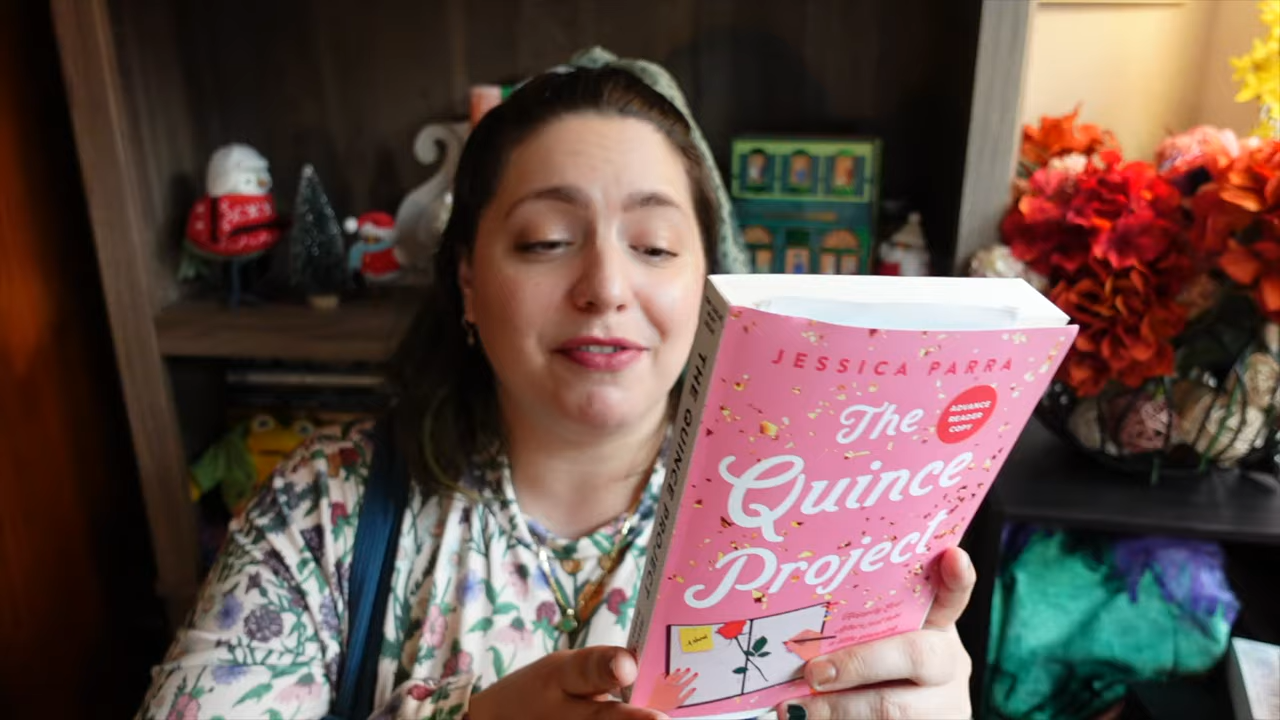 JESSICA PARRA
The
Quince
Project
ADVANCE
READER
COPY
THE QUINCE PROJECT